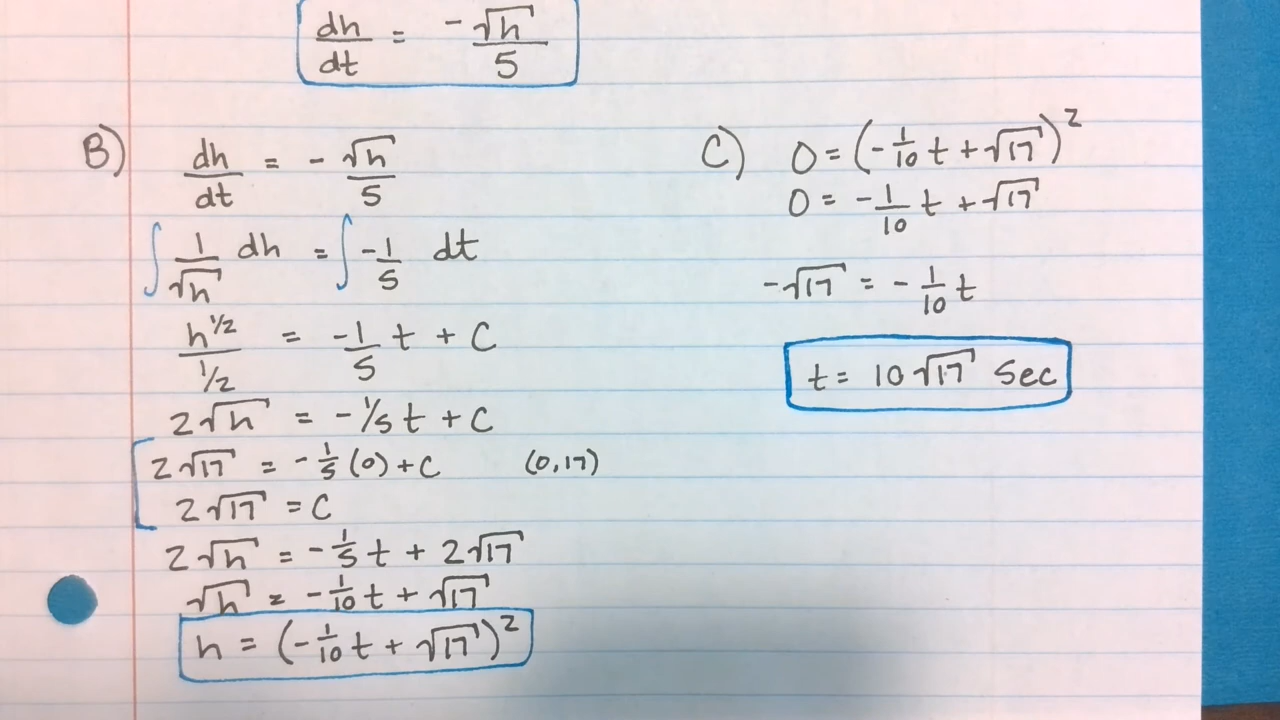 dh/dt = -√h/5
B) dh/dt = -√h/5
∫ 1/√h dh = ∫ -1/5 dt
h^1/2 / 1/2 = -1/5 t + C
2√h = -1/5 t + C
2√17 = -1/5 (0) + C (0,17)
2√17 = C
2√h = -1/5 t + 2√17
√h = -1/10 t + √17
h = (-1/10 t + √17)^2
C) 0 = (-1/10 t + √17)^2
0 = -1/10 t + √17
-√17 = -1/10 t
t = 10√17 Sec